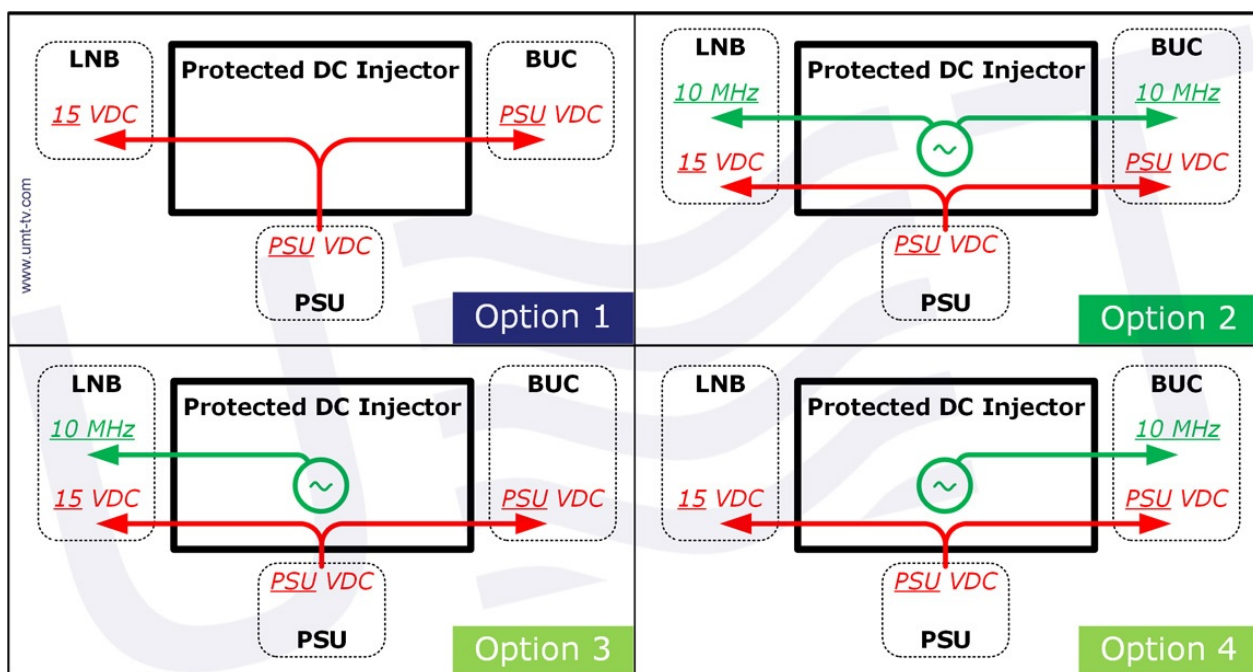 LNB
Protected DC Injector
BUC
15 VDC
PSU VDC
PSU VDC
PSU
Option 1
www.umt-tv.com
LNB
Protected DC Injector
BUC
10 MHz
10 MHz
15 VDC
PSU VDC
PSU VDC
PSU
Option 2
LNB
Protected DC Injector
BUC
10 MHz
15 VDC
PSU VDC
PSU VDC
PSU
Option 3
LNB
Protected DC Injector
BUC
10 MHz
15 VDC
PSU VDC
PSU VDC
PSU
Option 4